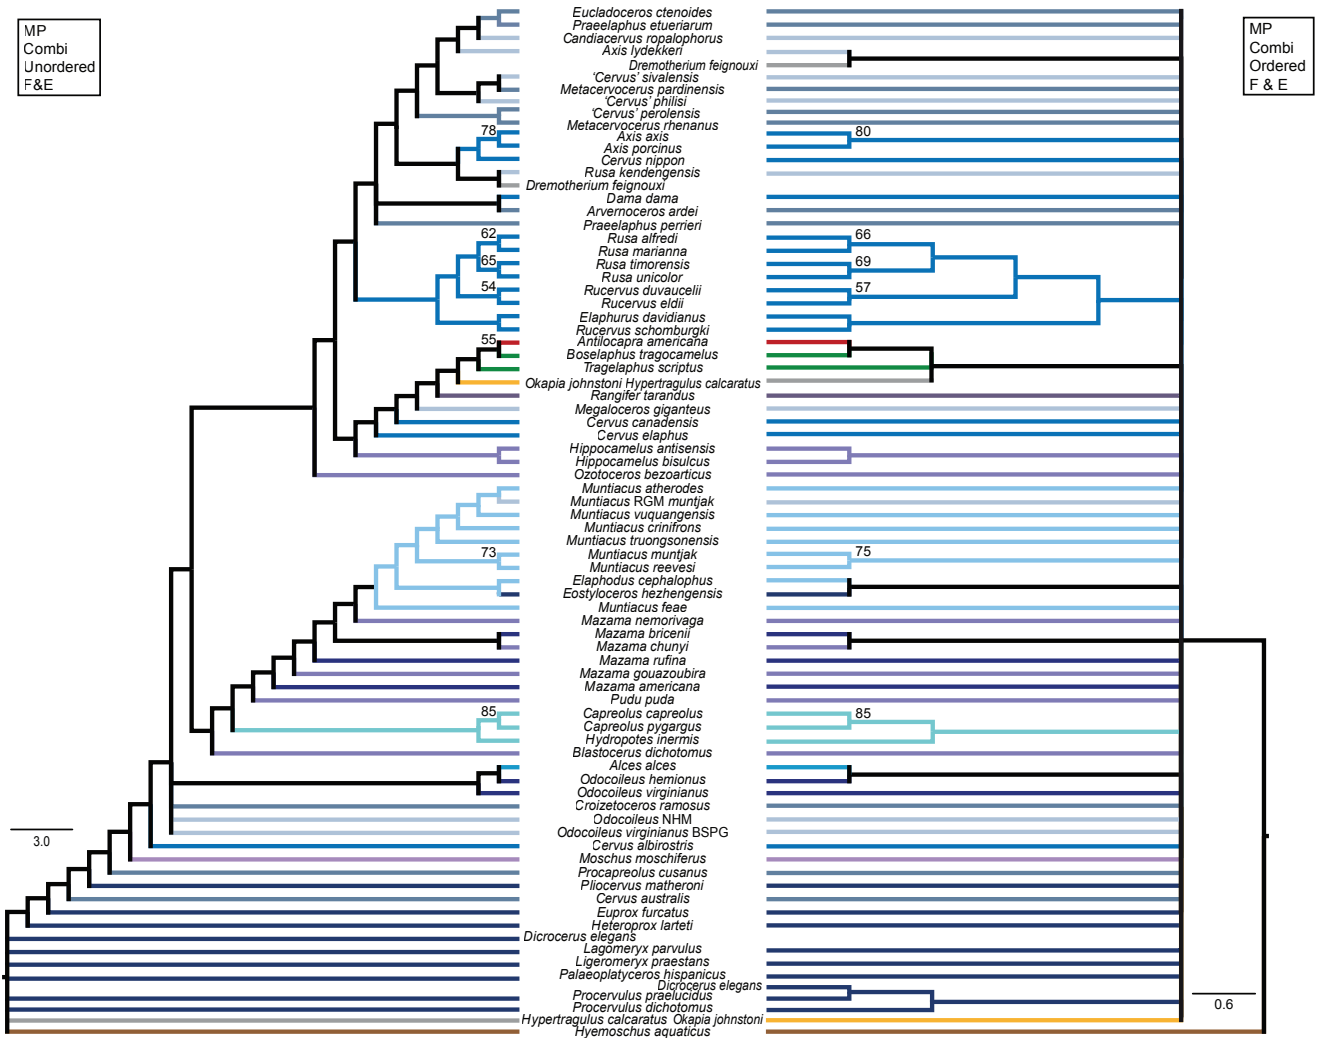 MP
Combi
Unordered
F&E
MP
Combi
Ordered
F & E
Eucladoceros ctenoides
Praeelaphus etueriarum
Candiacervus ropalophorus
Axis lydekkeri
Dremotherium feignouxi
'Cervus' sivalensis
Metacervocerus pardinensis
'Cervus' philisi
'Cervus' perolensis
Metacervocerus rhenanus
78 Axis axis 80
Axis porcinus
Cervus nippon
Rusa kendengensis
Dremotherium feignouxi
Dama dama
Arvernoceros ardei
Praeelaphus perrieri
62 Rusa alfredi 66
Rusa marianna
65 Rusa timorensis 69
Rusa unicolor
54 Rucervus duvaucelii 57
Rucervus eldii
Elaphurus davidianus
Rucervus schomburgki
55 Antilocapra americana
Boselaphus tragocamelus
Tragelaphus scriptus
Okapia johnstoni Hypertragulus calcaratus
Rangifer tarandus
Megaloceros giganteus
Cervus canadensis
Cervus elaphus
Hippocamelus antisensis
Hippocamelus bisulcus
Ozotoceros bezoarticus
Muntiacus atherodes
Muntiacus RGM muntjak
Muntiacus vuquangensis
Muntiacus crinifrons
Muntiacus truongsonensis
73 Muntiacus muntjak 75
Muntiacus reevesi
Elaphodus cephalophus
Eostyloceros hezhengensis
Muntiacus feae
Mazama nemorivaga
Mazama bricenii
Mazama chunyi
Mazama rufina
Mazama gouazoubira
Mazama americana
Pudu puda
85 Capreolus capreolus 85
Capreolus pygargus
Hydropotes inermis
Blastocerus dichotomus
Alces alces
Odocoileus hemionus
Odocoileus virginianus
Croizetoceros ramosus
Odocoileus NHM
Odocoileus virginianus BSPG
3.0
Cervus albirostris
Moschus moschiferus
Procapreolus cusanus
Pliocervus matheroni
Cervus australis
Euprox furcatus
Heteroprox larteti
Dicrocerus elegans
Lagomeryx parvulus
Ligeromeryx praestans
Palaeoplatyceros hispanicus
Dicrocerus elegans
Procervulus praelucidus
Procervulus dichotomus
0.6
Hypertragulus calcaratus Okapia johnstoni
Hyemoschus aquaticus